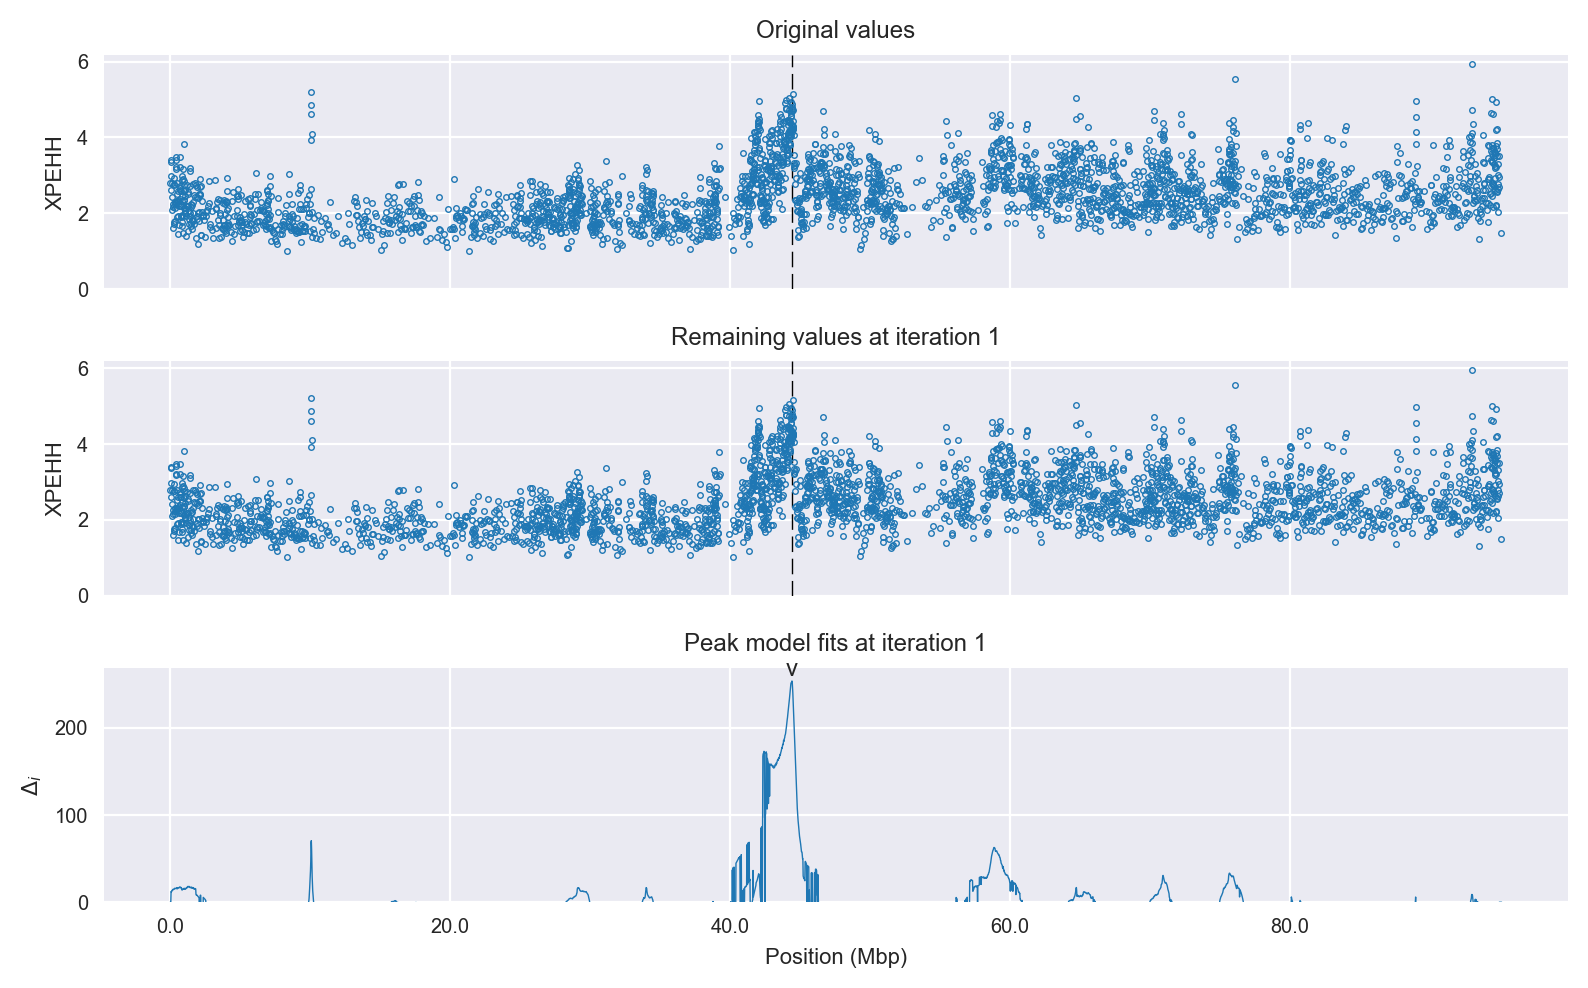 Original values
6
4
2
0
XPEHH
Remaining values at iteration 1
6
4
2
0
XPEHH
Peak model fits at iteration 1
v
200
100
0
Δi
0.0 20.0 40.0 60.0 80.0
Position (Mbp)